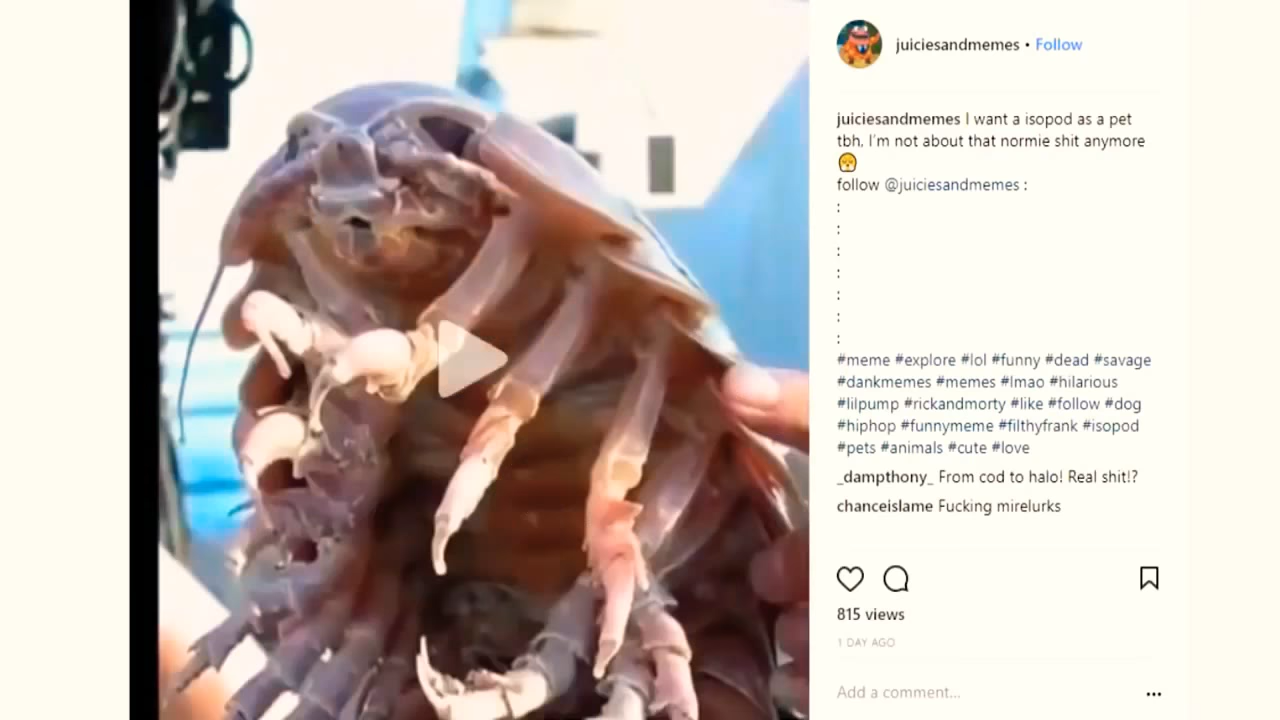 juiciesandmemes • Follow
juiciesandmemes I want a isopod as a pet
tbh, I'm not about that normie shit anymore
follow @juiciesandmemes :
:
:
:
:
:
:
:
#meme #explore #lol #funny #dead #savage
#dankmemes #memes #lmao #hilarious
#lilpump #rickandmorty #like #follow #dog
#hiphop #funnymeme #filthyfrank #isopod
#pets #animals #cute #love
_dampthony_ From cod to halo! Real shit!?
chanceislame Fucking mirelurks
815 views
1 DAY AGO
Add a comment...